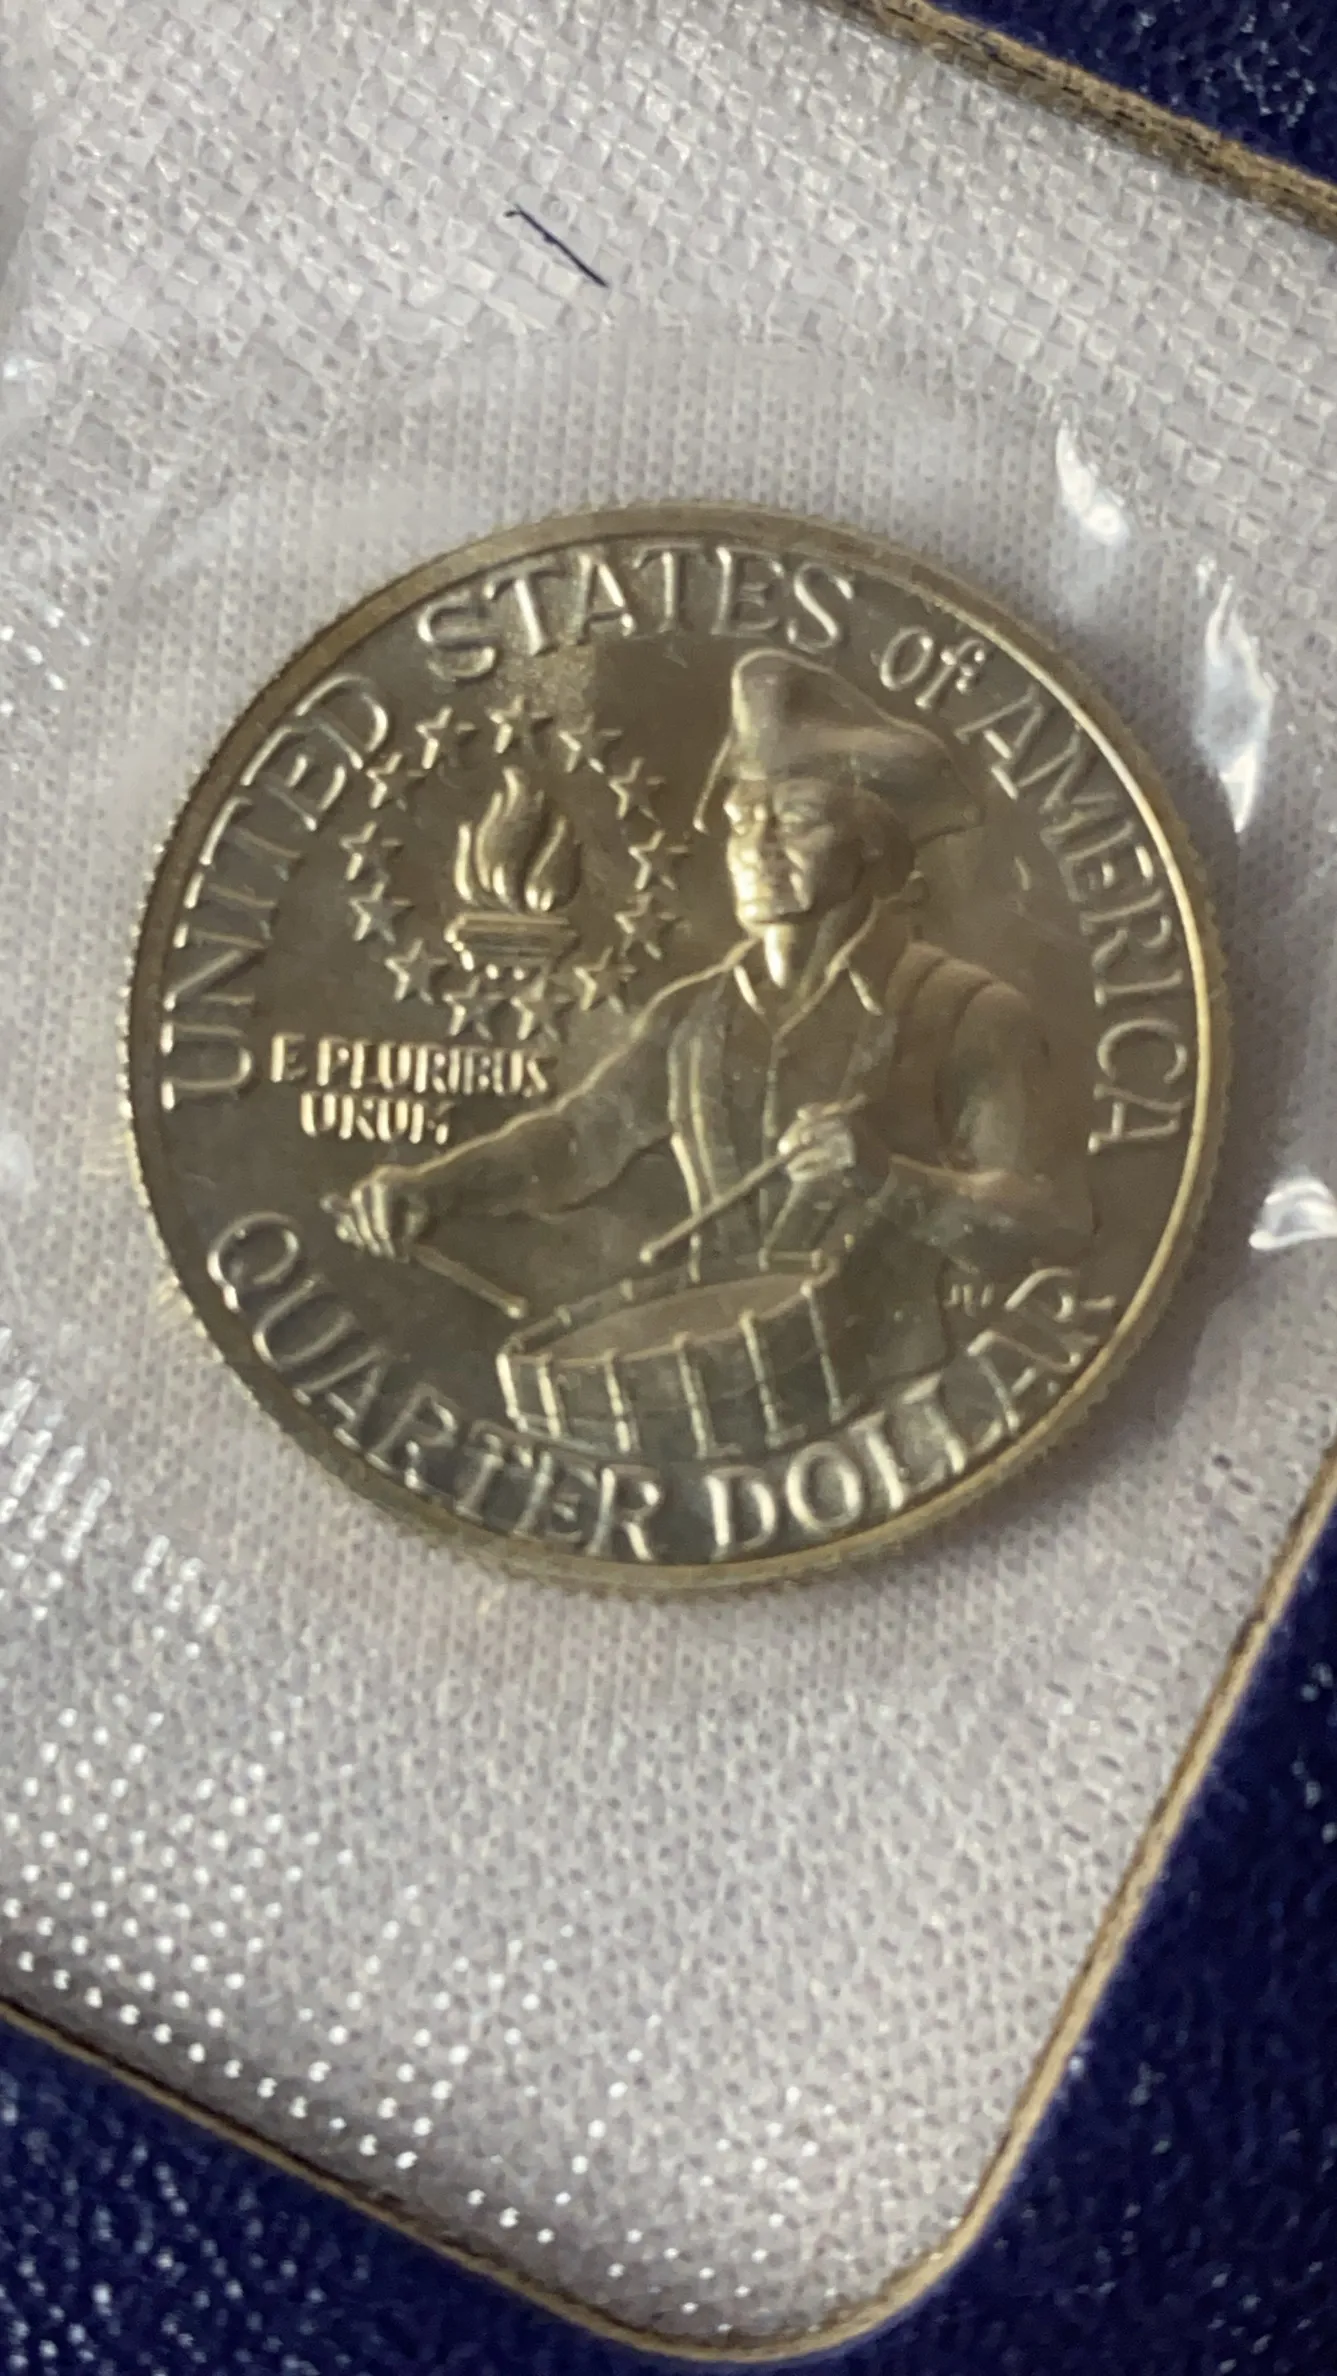 UNITED STATES of AMERICA
E PLURIBUS
UNUM
QUARTER DOLLAR